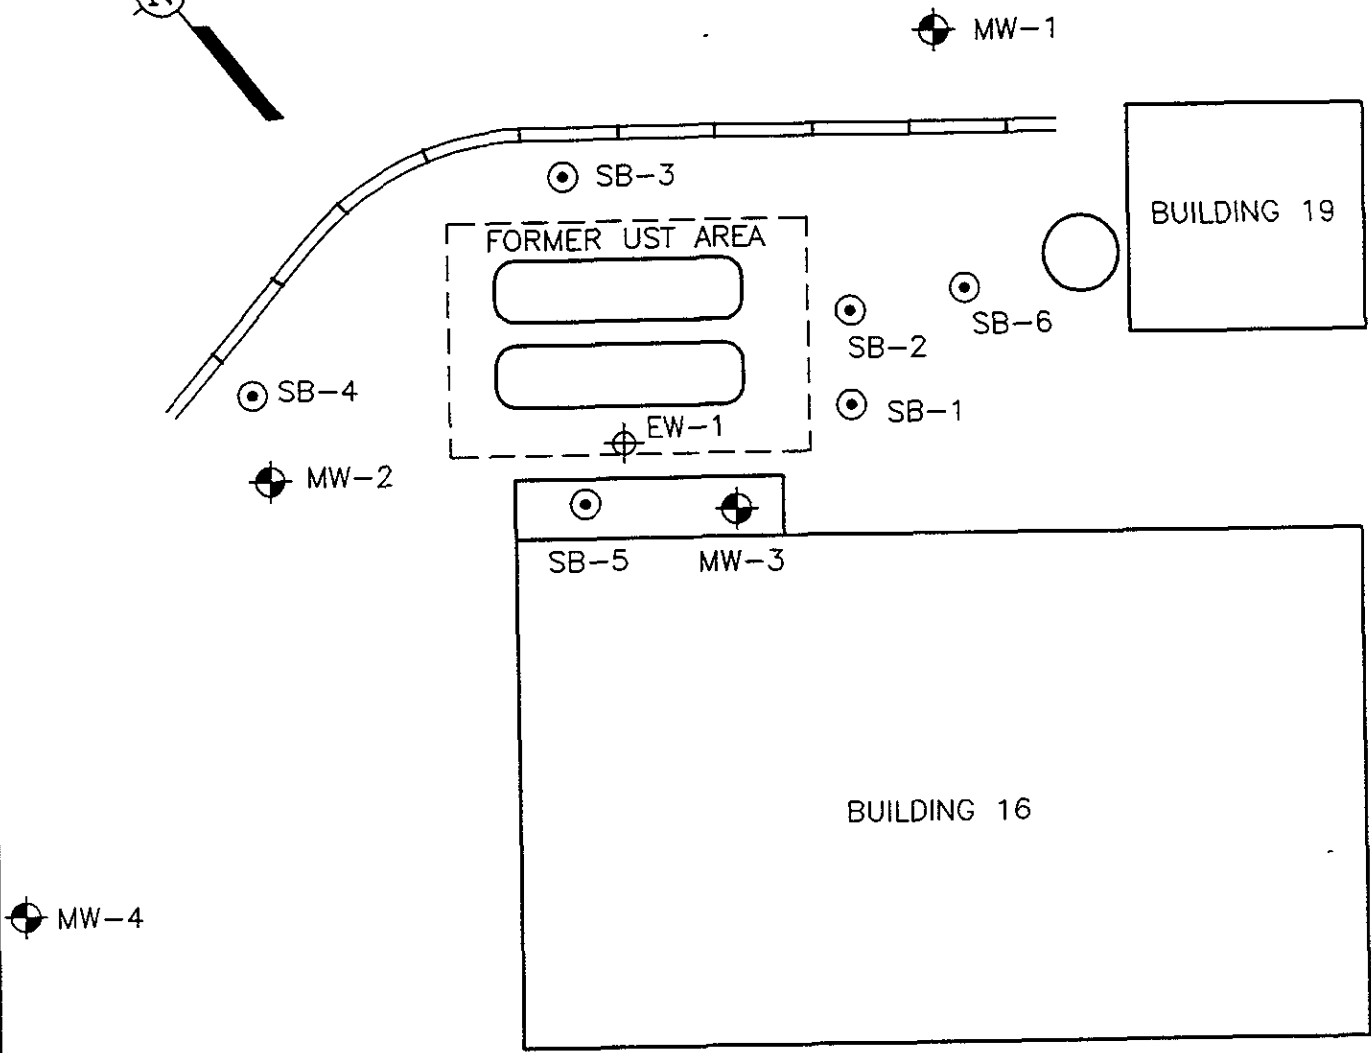 N
MW-1
SB-3
BUILDING 19
FORMER UST AREA
SB-6
SB-2
SB-4
SB-1
EW-1
MW-2
SB-5
MW-3
BUILDING 16
MW-4